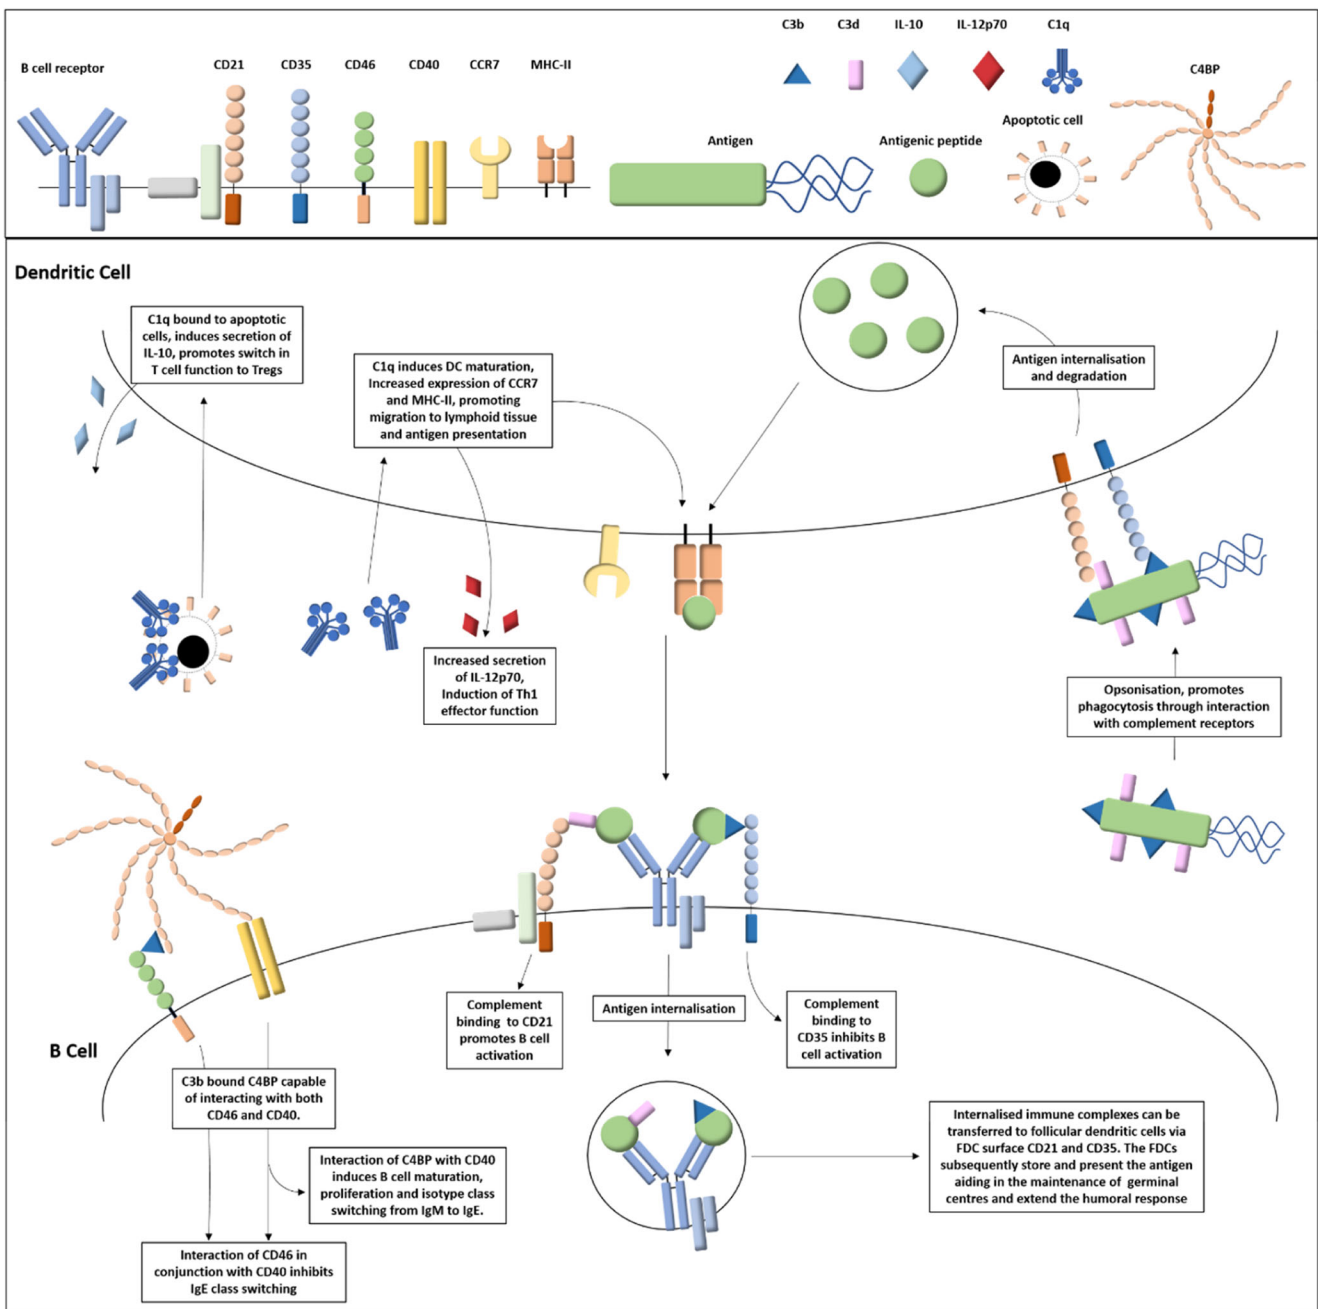 C3b
C3d
IL-10
IL-12p70
C1q
B cell receptor
CD21
CD35
CD46
CD40
CCR7
MHC-II
C4BP
Antigen
Antigenic peptide
Apoptotic cell
Dendritic Cell
C1q bound to apoptotic
cells, induces secretion of
IL-10, promotes switch in
T cell function to Tregs
C1q induces DC maturation,
Increased expression of CCR7
and MHC-II, promoting
migration to lymphoid tissue
and antigen presentation
Antigen internalisation
and degradation
Increased secretion
of IL-12p70,
Induction of Th1
effector function
Opsonisation, promotes
phagocytosis through interaction
with complement receptors
B Cell
Complement
binding to CD21
promotes B cell
activation
Antigen internalisation
Complement
binding to
CD35 inhibits B
cell activation
C3b bound C4BP capable
of interacting with both
CD46 and CD40.
Interaction of C4BP with CD40
induces B cell maturation,
proliferation and isotype class
switching from IgM to IgE.
Interaction of CD46 in
conjunction with CD40 inhibits
IgE class switching
Internalised immune complexes can be
transferred to follicular dendritic cells via
FDC surface CD21 and CD35. The FDCs
subsequently store and present the antigen
aiding in the maintenance of germinal
centres and extend the humoral response